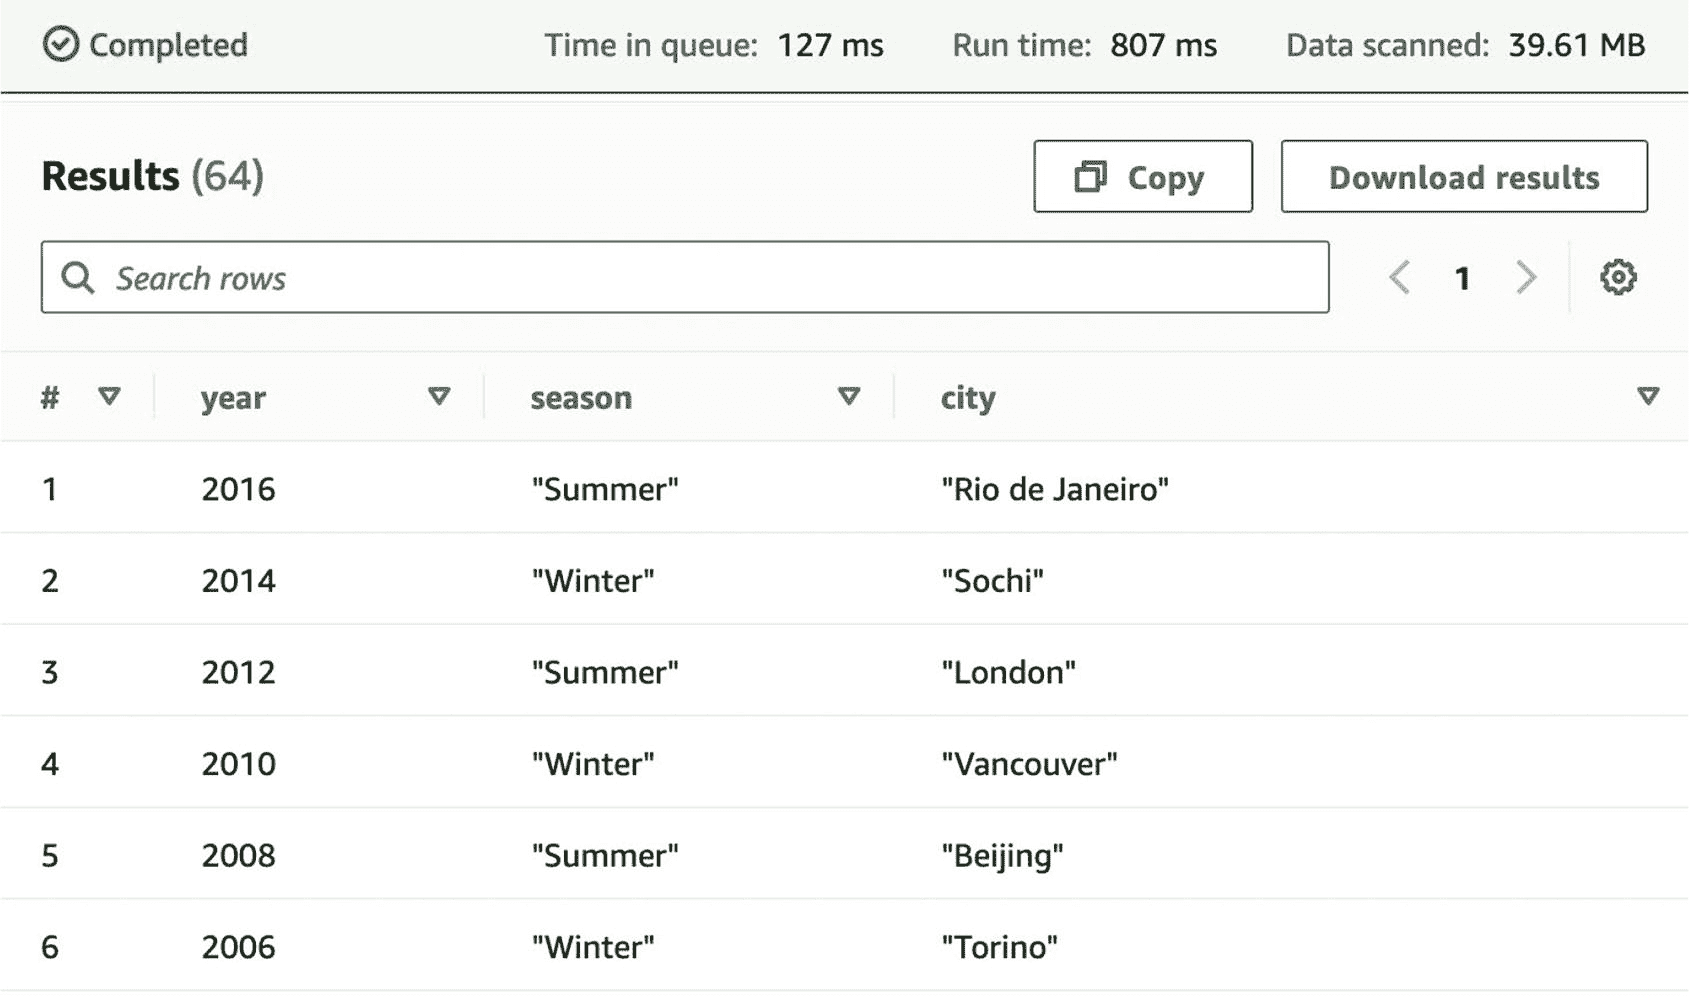 Completed Time in queue: 127 ms Run time: 807 ms Data scanned: 39.61 MB
Results (64) Copy Download results
Search rows 1
# year season city
1 2016 "Summer" "Rio de Janeiro"
2 2014 "Winter" "Sochi"
3 2012 "Summer" "London"
4 2010 "Winter" "Vancouver"
5 2008 "Summer" "Beijing"
6 2006 "Winter" "Torino"